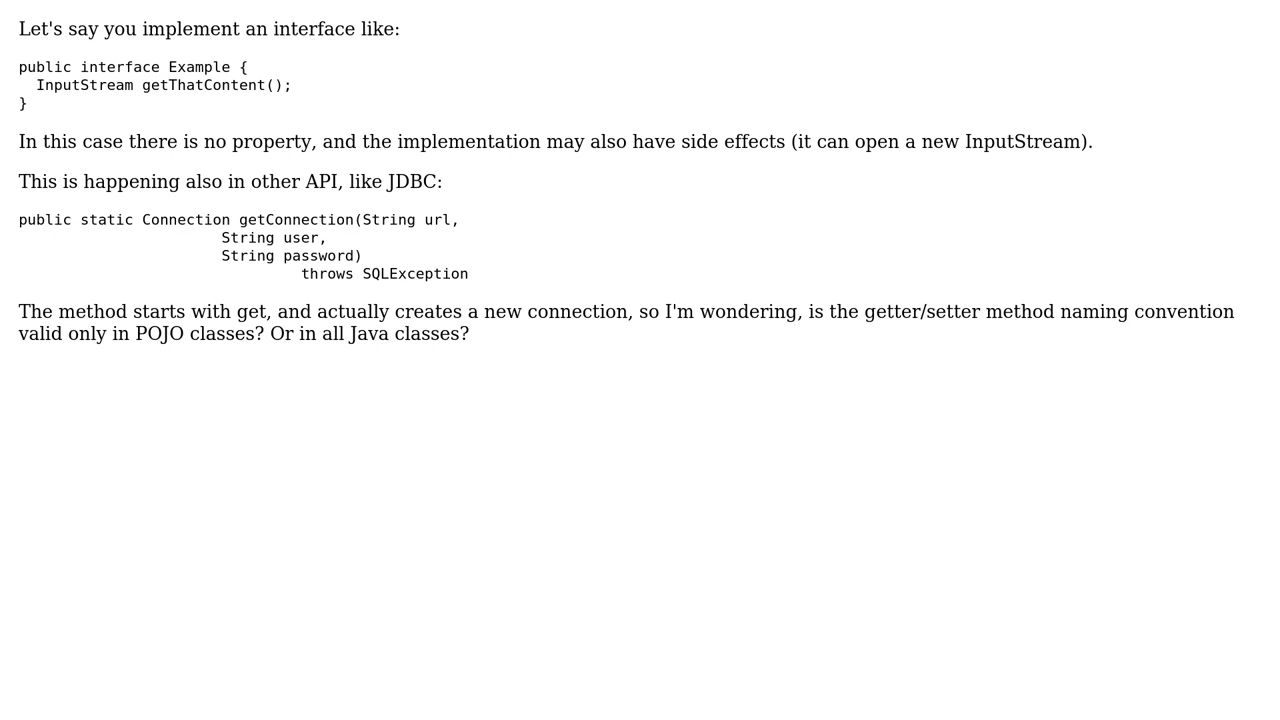 Let's say you implement an interface like:
public interface Example {
  InputStream getThatContent();
}
In this case there is no property, and the implementation may also have side effects (it can open a new InputStream).
This is happening also in other API, like JDBC:
public static Connection getConnection(String url,
                       String user,
                       String password)
                                throws SQLException
The method starts with get, and actually creates a new connection, so I'm wondering, is the getter/setter method naming convention
valid only in POJO classes? Or in all Java classes?